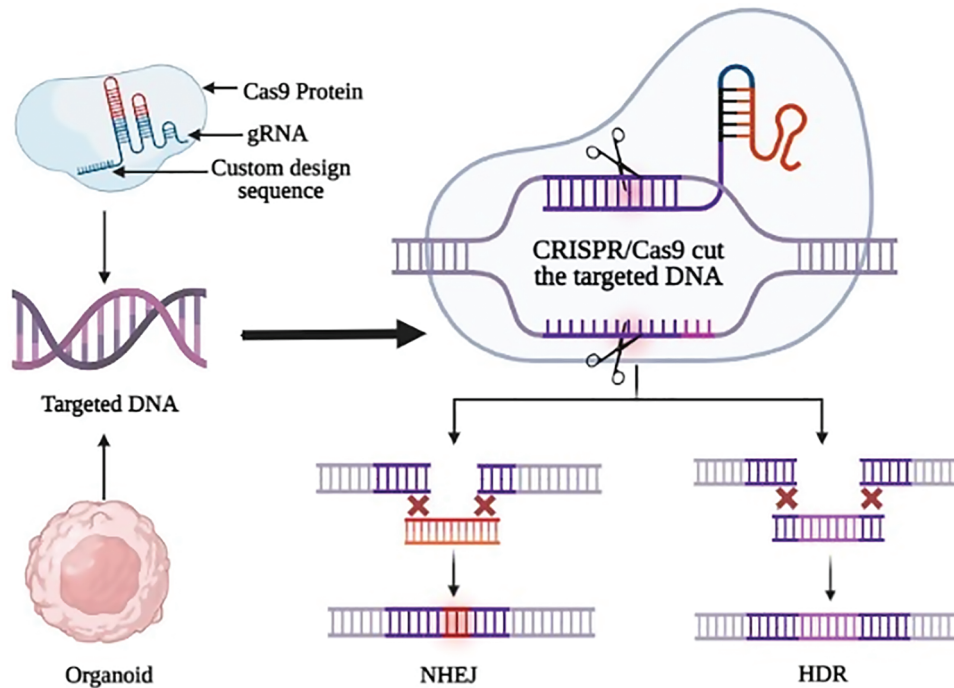 Cas9 Protein
gRNA
Custom design
sequence
CRISPR/Cas9 cut
the targeted DNA
Targeted DNA
Organoid
NHEJ
HDR